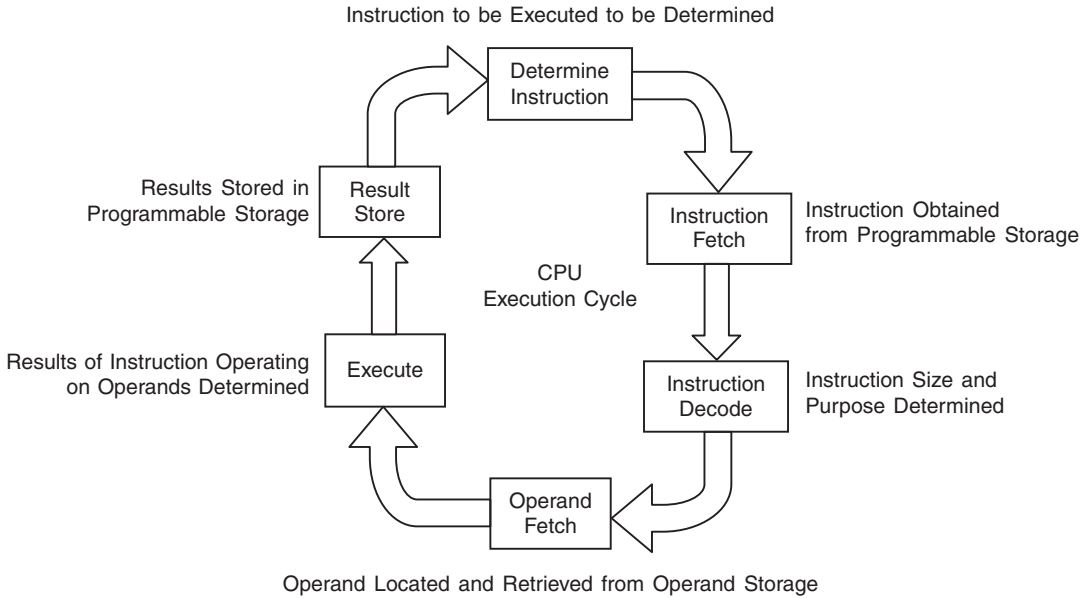 Instruction to be Executed to be Determined
Determine
Instruction
Results Stored in
Programmable Storage
Result
Store
Instruction
Fetch
Instruction Obtained
from Programmable Storage
CPU
Execution Cycle
Results of Instruction Operating
on Operands Determined
Execute
Instruction
Decode
Instruction Size and
Purpose Determined
Operand
Fetch
Operand Located and Retrieved from Operand Storage